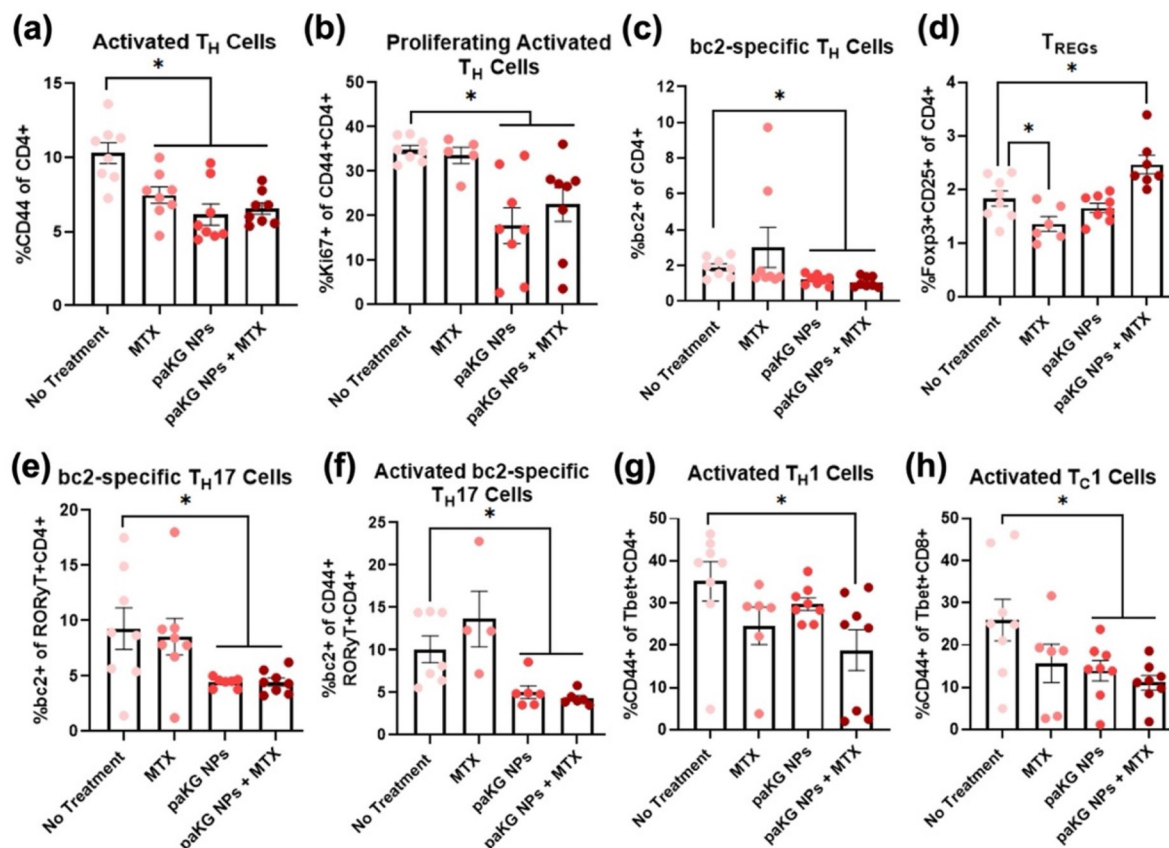 (a)
Activated TH Cells
*
%CD44 of CD4+
15
10
5
0
No Treatment
MTX
paKG NPs
paKG NPs + MTX
(b)
Proliferating Activated
TH Cells
*
%Ki67+ of CD44+CD4+
50
40
30
20
10
0
No Treatment
MTX
paKG NPs
paKG NPs + MTX
(c)
bc2-specific TH Cells
*
%bc2+ of CD4+
10
8
6
4
2
0
No Treatment
MTX
paKG NPs
paKG NPs + MTX
(d)
TREGs
*
*
%Foxp3+CD25+ of CD4+
4
3
2
1
0
No Treatment
MTX
paKG NPs
paKG NPs + MTX
(e)
bc2-specific TH17 Cells
*
%bc2+ of RORγT+CD4+
20
15
10
5
0
No Treatment
MTX
paKG NPs
paKG NPs + MTX
(f)
Activated bc2-specific
TH17 Cells
*
%bc2+ of CD44+
RORγT+CD4+
25
20
15
10
5
0
No Treatment
MTX
paKG NPs
paKG NPs + MTX
(g)
Activated TH1 Cells
*
%CD44+ of Tbet+CD4+
50
40
30
20
10
0
No Treatment
MTX
paKG NPs
paKG NPs + MTX
(h)
Activated TC1 Cells
*
%CD44+ of Tbet+CD8+
50
40
30
20
10
0
No Treatment
MTX
paKG NPs
paKG NPs + MTX